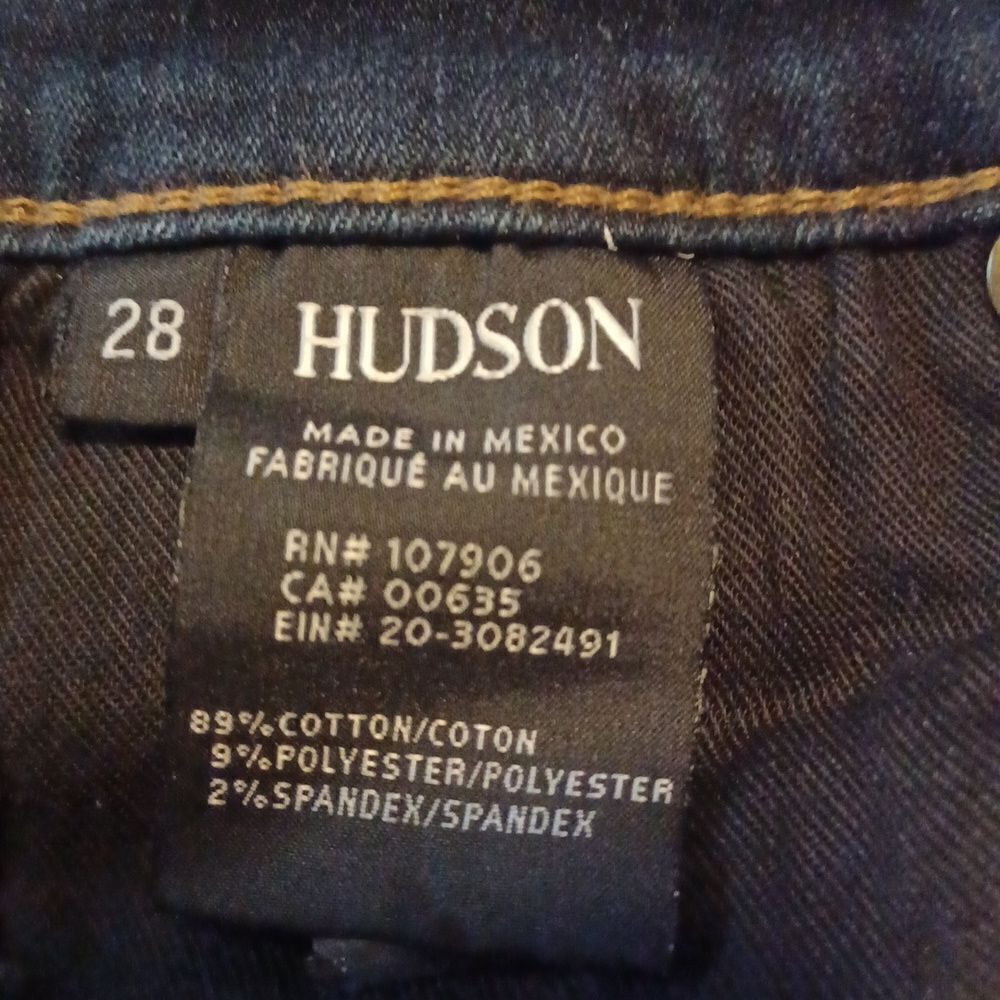 28
HUDSON
MADE IN MEXICO
FABRIQUÉ AU MEXIQUE
RN# 107906
CA# 00635
EIN# 20-3082491
89% COTTON/COTON
9% POLYESTER/POLYESTER
2% SPANDEX/SPANDEX